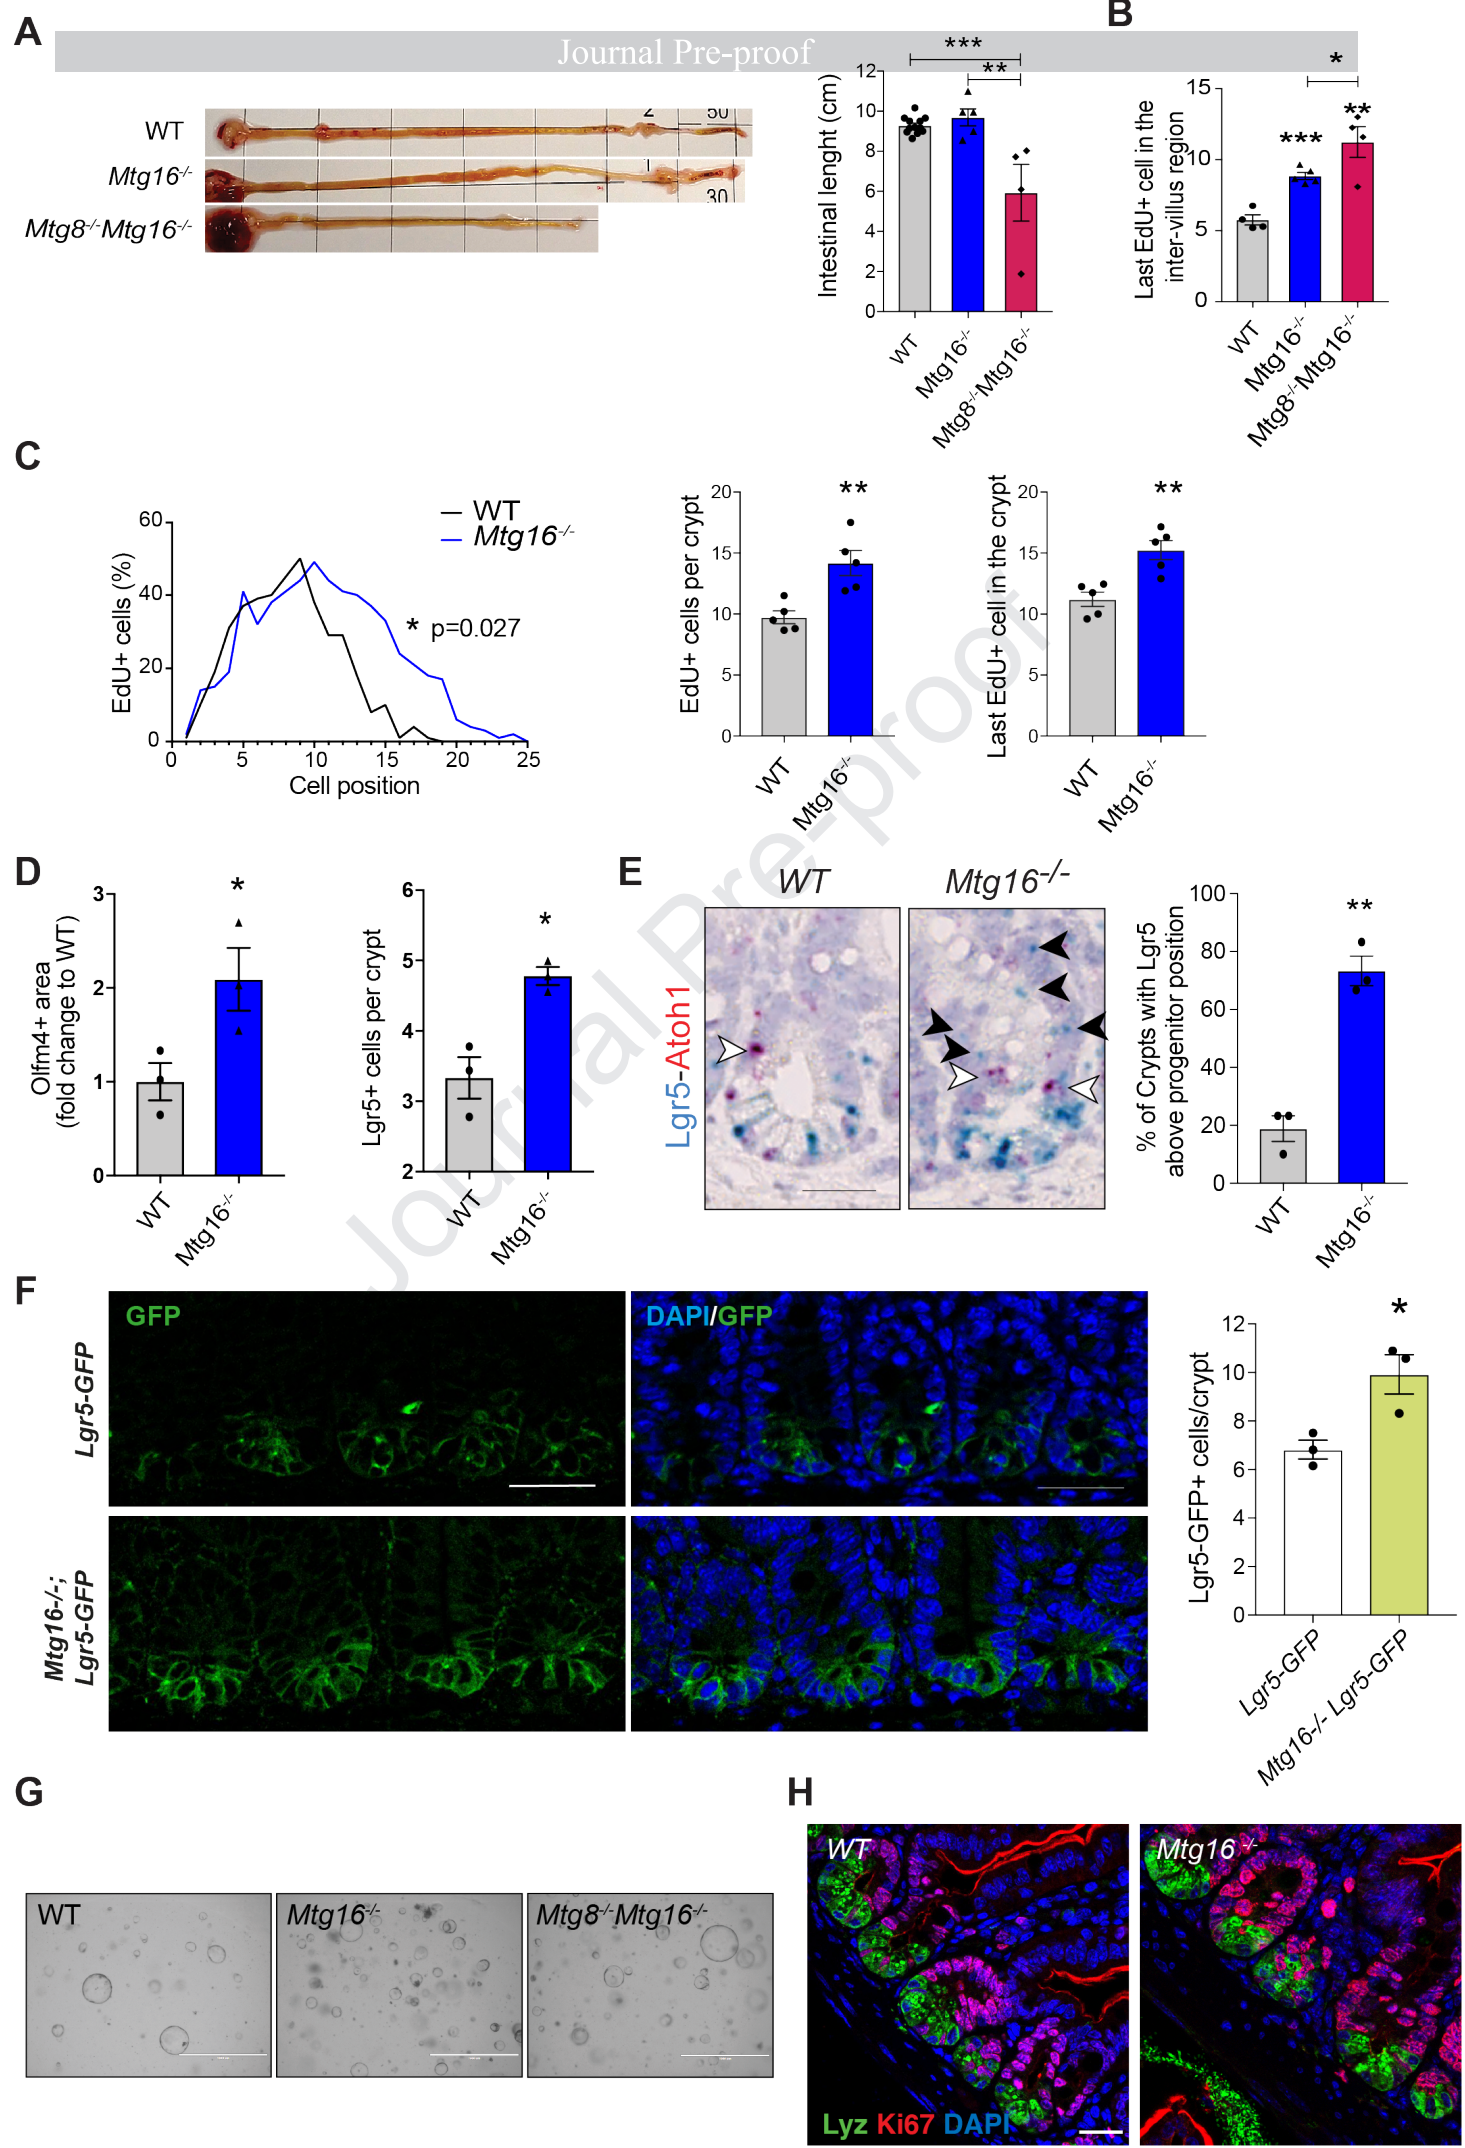 A
B
Journal Pre-proof
WT
Mtg16-/-
Mtg8-/-Mtg16-/-
2
50
1
30
Intestinal lenght (cm)
12
10
8
6
4
2
0
***
**
WT
Mtg16-/-
Mtg8-/-Mtg16-/-
Last EdU+ cell in the
inter-villus region
15
10
5
0
***
**
*
WT
Mtg16-/-
Mtg8-/-Mtg16-/-
C
EdU+ cells (%)
60
40
20
0
0
5
10
15
20
25
Cell position
WT
Mtg16-/-
* p=0.027
EdU+ cells per crypt
20
15
10
5
0
**
WT
Mtg16-/-
Last EdU+ cell in the crypt
20
15
10
5
0
**
WT
Mtg16-/-
Journal Pre-proof
D
Olfm4+ area
(fold change to WT)
3
2
1
0
*
WT
Mtg16-/-
Lgr5+ cells per crypt
6
5
4
3
2
*
WT
Mtg16-/-
E
WT
Mtg16-/-
Lgr5-Atoh1
% of Crypts with Lgr5
above progenitor position
100
80
60
40
20
0
**
WT
Mtg16-/-
F
GFP
DAPI/GFP
Lgr5-GFP
Mtg16-/-;
Lgr5-GFP
Lgr5-GFP+ cells/crypt
12
10
8
6
4
2
0
*
Lgr5-GFP
Mtg16-/- Lgr5-GFP
G
WT
Mtg16-/-
Mtg8-/-Mtg16-/-
H
WT
Mtg16 -/-
Lyz Ki67 DAPI